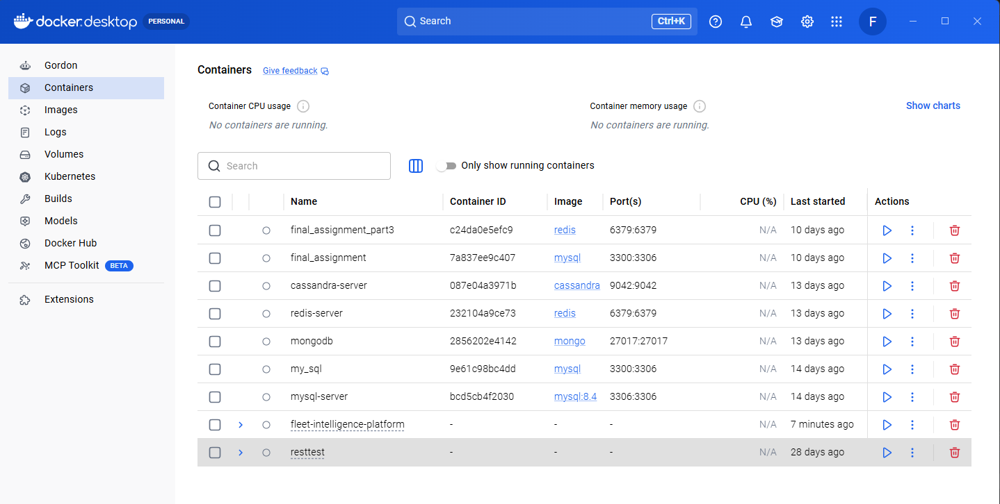 docker.desktop PERSONAL Search Ctrl+K F
Gordon
Containers
Images
Logs
Volumes
Kubernetes
Builds
Models
Docker Hub
MCP Toolkit BETA
Extensions
Containers Give feedback
Container CPU usage
No containers are running.
Container memory usage
No containers are running.
Show charts
Search Only show running containers
Name Container ID Image Port(s) CPU (%) Last started Actions
final_assignment_part3 c24da0e5efc9 redis 6379:6379 N/A 10 days ago
final_assignment 7a837ee9c407 mysql 3300:3306 N/A 10 days ago
cassandra-server 087e04a3971b cassandra 9042:9042 N/A 13 days ago
redis-server 232104a9ce73 redis 6379:6379 N/A 13 days ago
mongodb 2856202e4142 mongo 27017:27017 N/A 13 days ago
my_sql 9e61c98bc4dd mysql 3300:3306 N/A 14 days ago
mysql-server bcd5cb4f2030 mysql:8.4 3306:3306 N/A 14 days ago
fleet-intelligence-platform - - - N/A 7 minutes ago
resttest - - - N/A 28 days ago